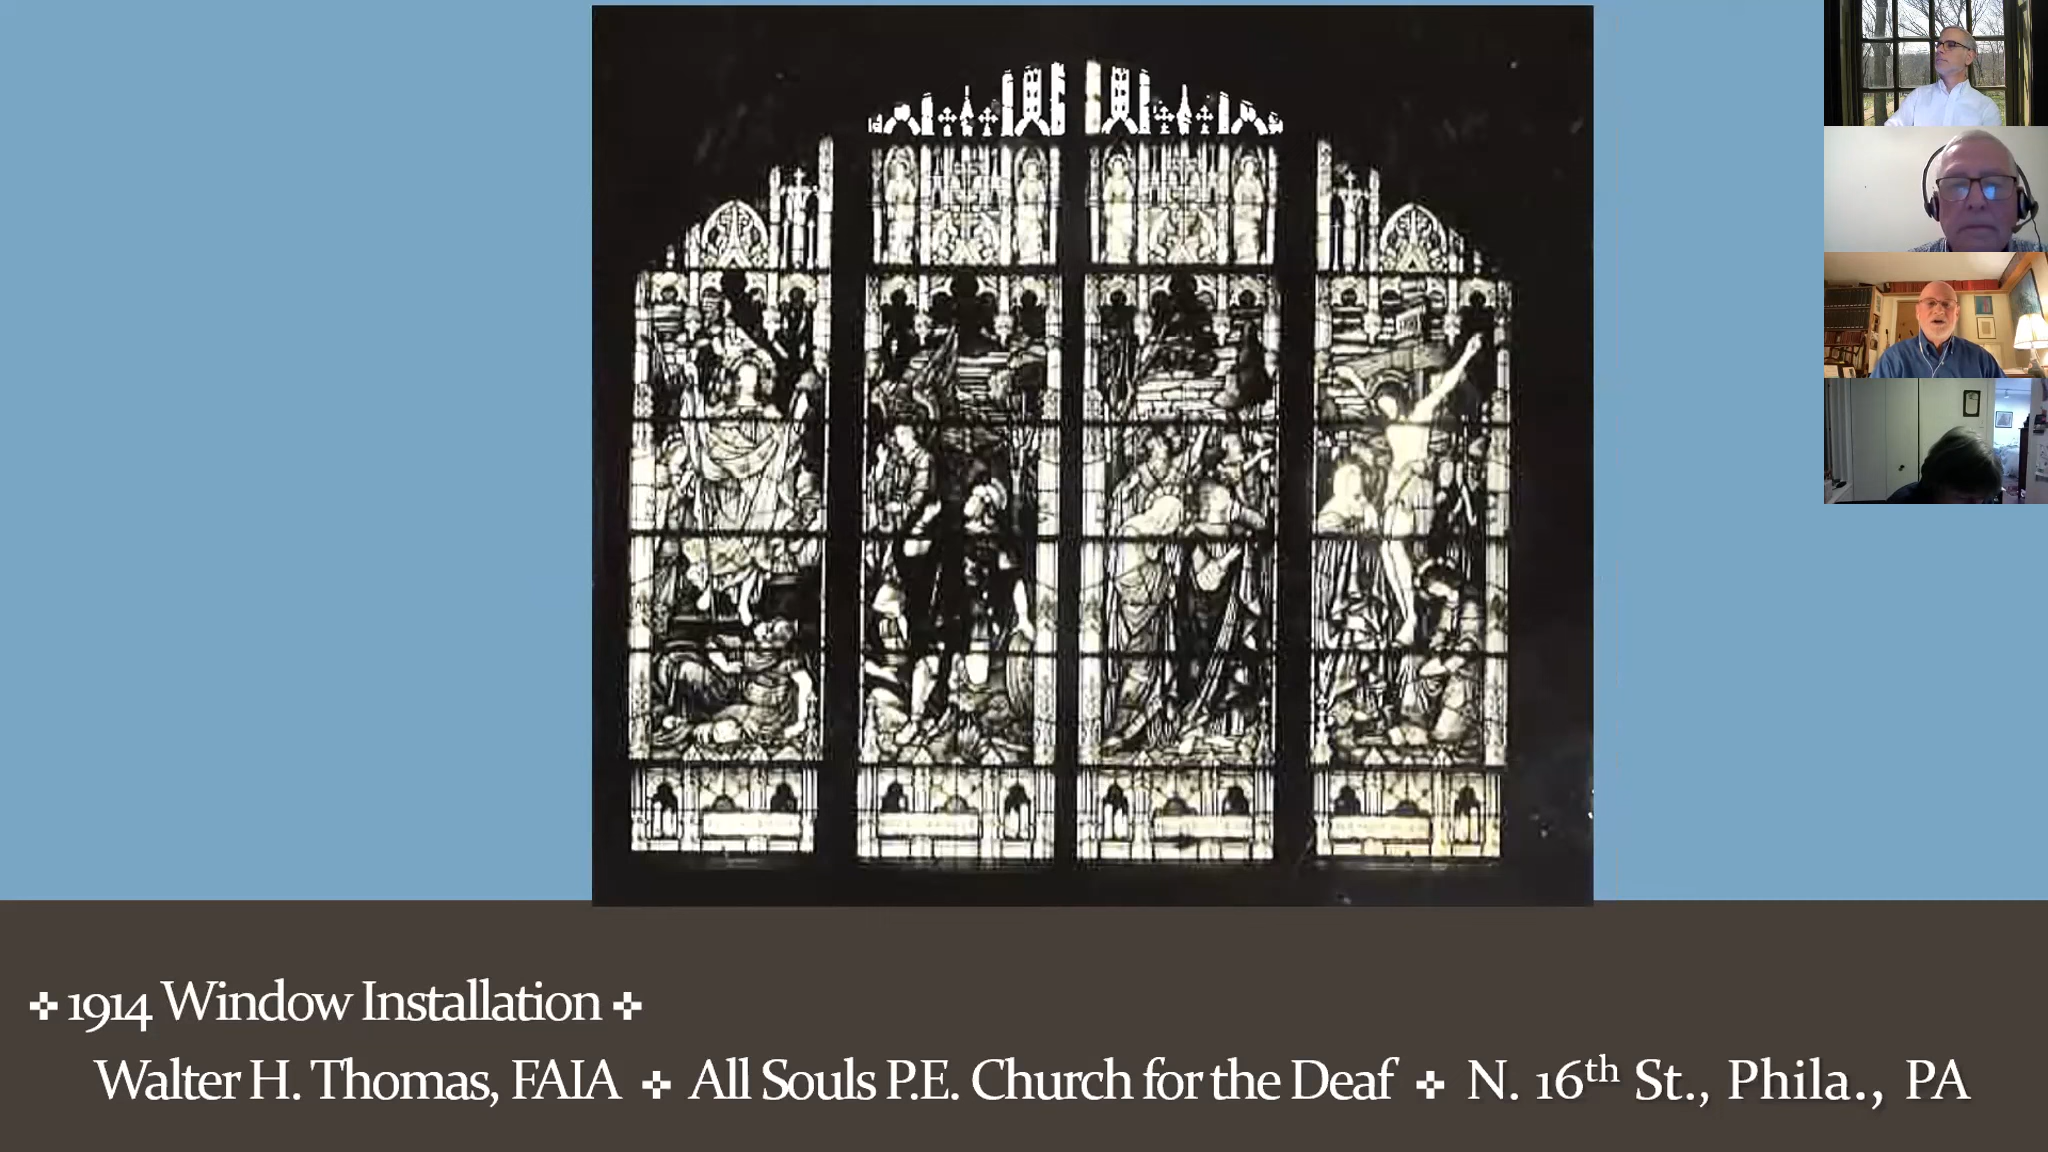 ✣ 1914 Window Installation ✣
Walter H. Thomas, FAIA ✣ All Souls P.E. Church for the Deaf ✣ N. 16th St., Phila., PA